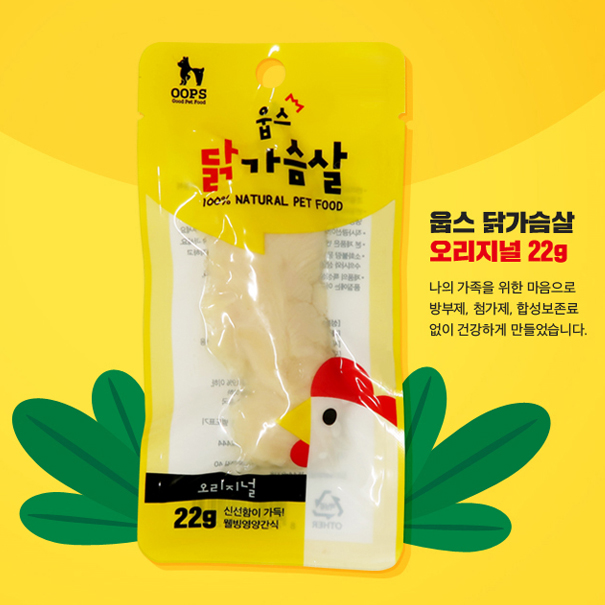 OOPS
Good Pet Food
웁스
닭가슴살
100% NATURAL PET FOOD
오리지널
22g
신선함이 가득!
웰빙영양간식
OTHER
웁스 닭가슴살
오리지널 22g
나의 가족을 위한 마음으로
방부제, 첨가제, 합성보존료
없이 건강하게 만들었습니다.